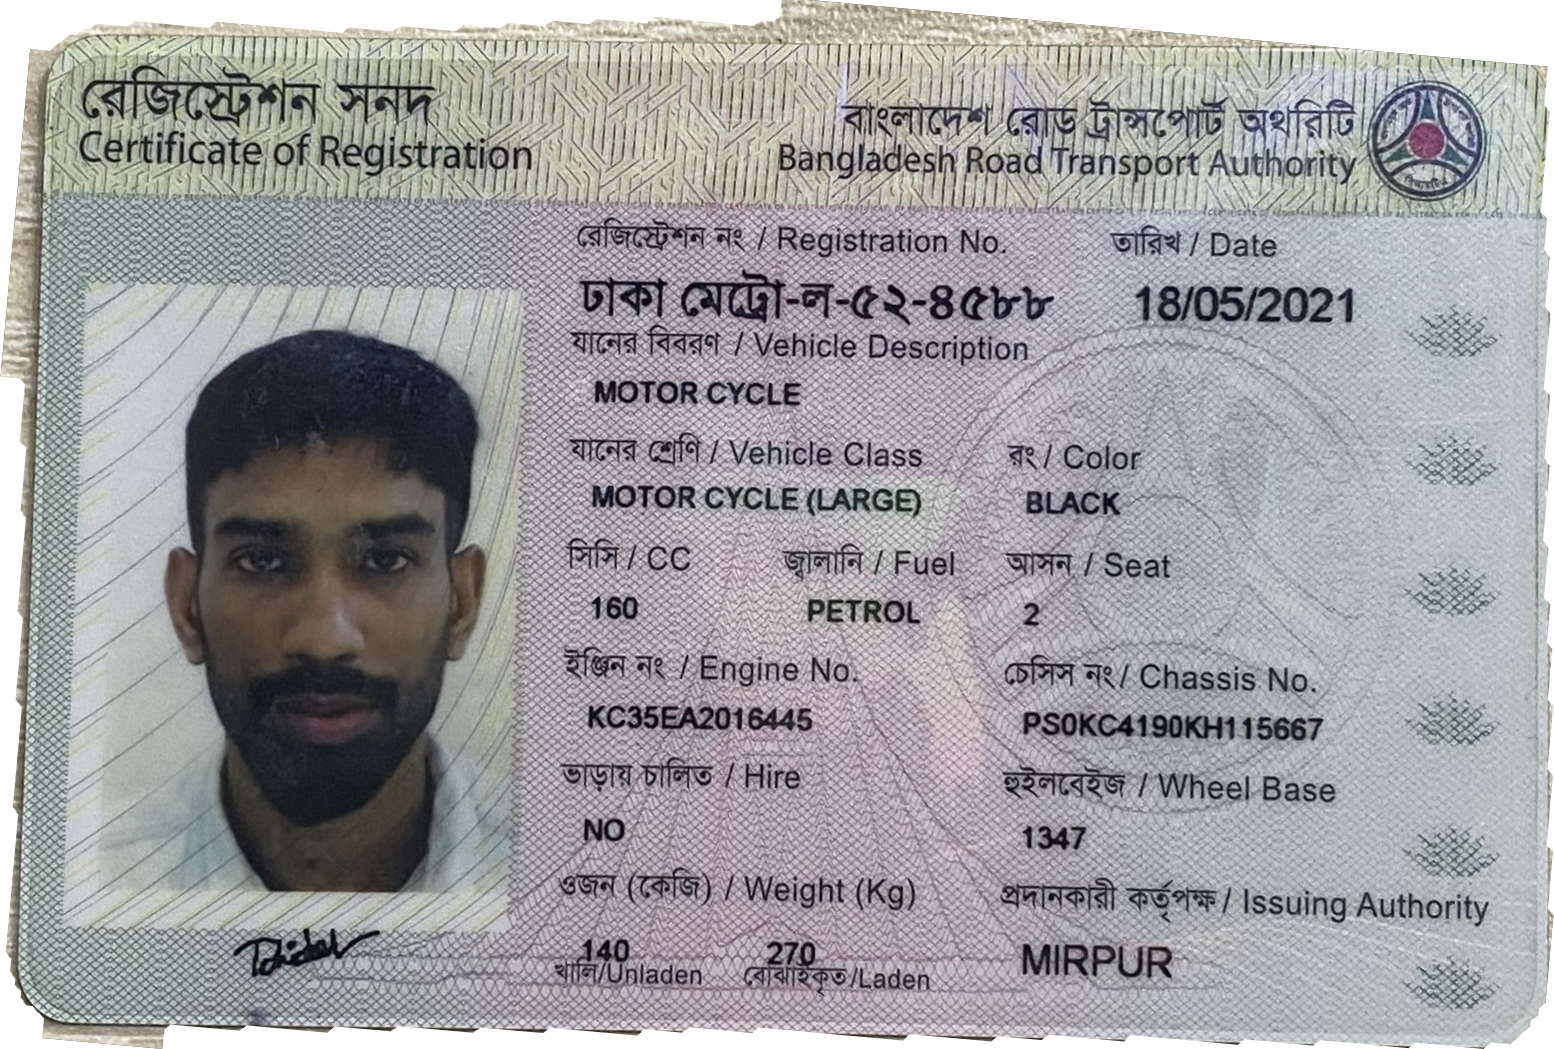 রেজিস্ট্রেশন সনদ
Certificate of Registration
বাংলাদেশ রোড ট্রান্সপোর্ট অথরিটি
Bangladesh Road Transport Authority
রেজিস্ট্রেশন নং / Registration No.
তারিখ / Date
ঢাকা মেট্রো-ল-৫২-৪৫৮৮
18/05/2021
যানের বিবরণ / Vehicle Description
MOTOR CYCLE
যানের শ্রেণি / Vehicle Class
রং / Color
MOTOR CYCLE (LARGE)
BLACK
সিসি / CC
জ্বালানি / Fuel
আসন / Seat
160
PETROL
2
ইঞ্জিন নং / Engine No.
চেসিস নং / Chassis No.
KC35EA2016445
PS0KC4190KH115667
ভাড়ায় চালিত / Hire
হুইলবেইজ / Wheel Base
NO
1347
ওজন (কেজি) / Weight (Kg)
প্রদানকারী কর্তৃপক্ষ / Issuing Authority
140
270
MIRPUR
খালি/Unladen
বোঝাইকৃত/Laden